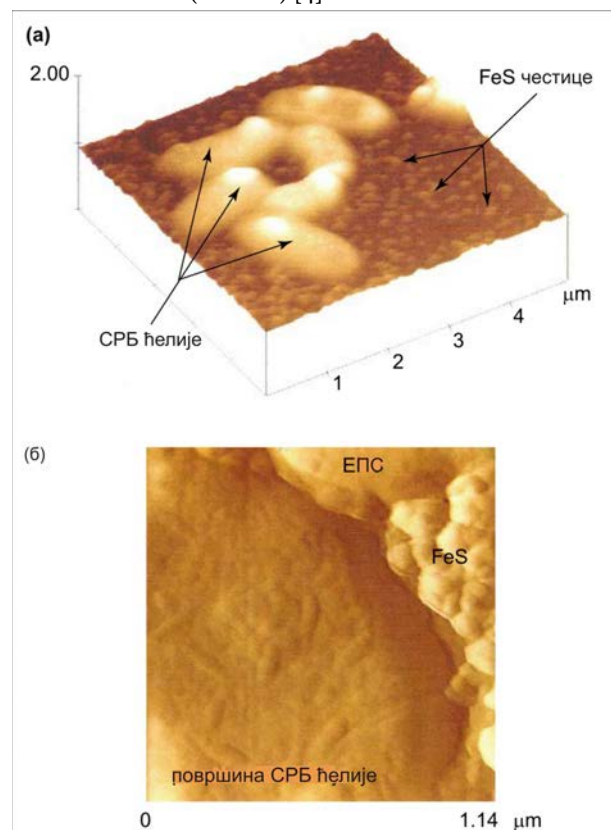 [4]
(а)
2.00
FeS честице
СРБ ћелије
1
2
3
4
μm
(б)
ЕПС
FeS
површина СРБ ћелије
0
1.14
μm